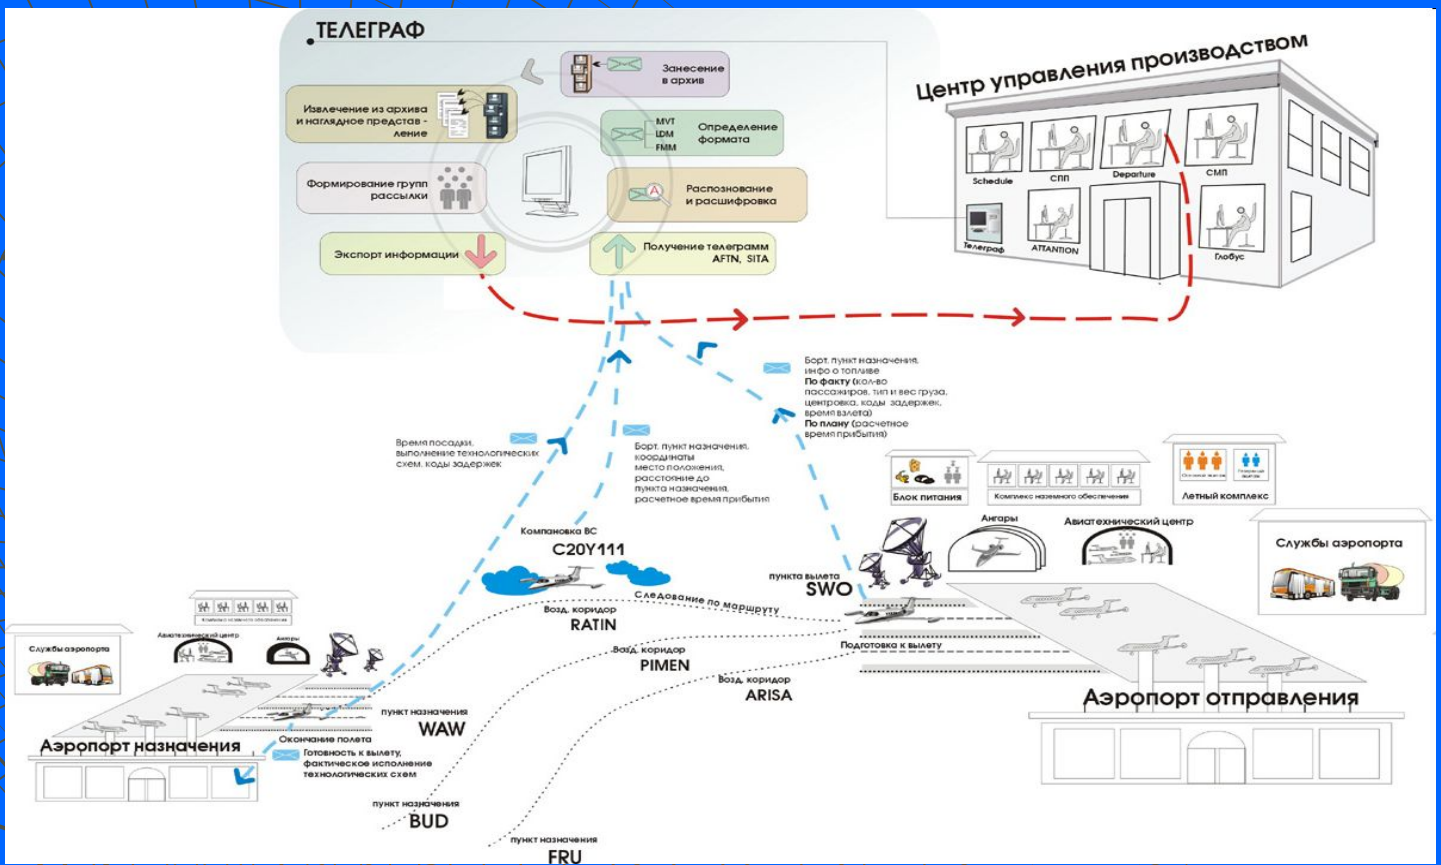 ТЕЛЕГРАФ
Занесение
в архив
Извлечение из архива
и наглядное представ -
ление
MVT
LDM
FMM
Определение
формата
Формирование групп
рассылки
Распознование
и расшифровка
Экспорт информации
Получение телеграмм
AFTN, SITA
Центр управления производством
Schedule
СПП
Departure
СМП
Телеграф
ATTANTION
Глобус
Борт, пункт назначения,
инфо о топливе
По факту (кол-во
пассажиров, тип и вес груза,
центровка, коды задержек,
время взлета)
По плану (расчетное
время прибытия)
Время посадки,
выполнение технологических
схем, коды задержек
Борт, пункт назначения,
координаты
место положения,
расстояние до
пункта назначения,
расчетное время прибытия
Блок питания
Комплекс наземного обеспечения
Летный комплекс
Ангары
Авиатехнический центр
Службы аэропорта
Компановка ВС
C20Y111
пункта вылета
SWO
Следование по маршруту
Возд. коридор
RATIN
Возд. коридор
PIMEN
Возд. коридор
ARISA
Подготовка к вылету
Аэропорт отправления
Комплекс наземного обеспечения
Авиатехнический центр
Ангары
Службы аэропорта
пункт назначения
WAW
Окончание полета
Аэропорт назначения
Готовность к вылету,
фактическое исполнение
технологических схем
пункт назначения
BUD
пункт назначения
FRU